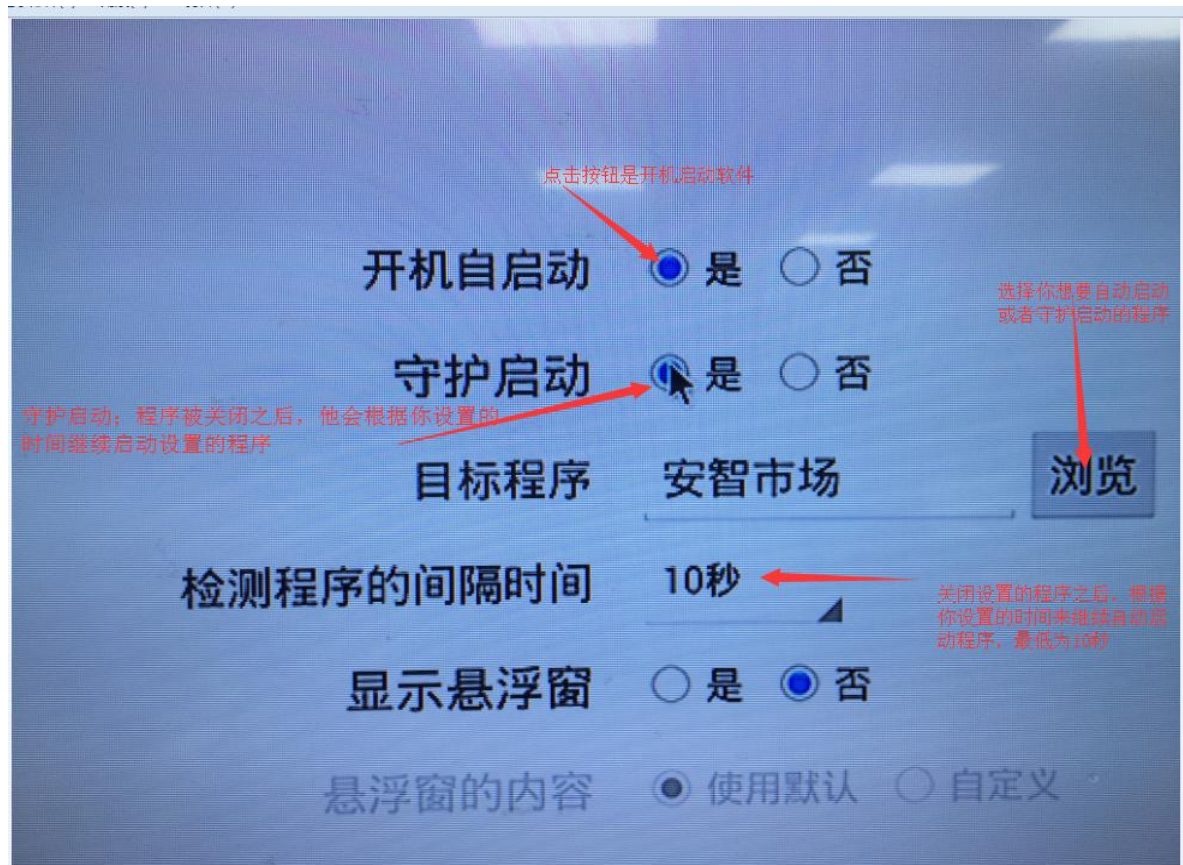 点击按钮是开机启动软件
开机自启动 是 否
选择你想要自动启动
或者守护启动的程序
守护启动 是 否
守护启动；程序被关闭之后，他会根据你设置的
时间继续启动设置的程序
目标程序 安智市场 浏览
检测程序的间隔时间 10秒
关闭设置的程序之后，根据
你设置的时间来继续自动启
动程序，最低为10秒
显示悬浮窗 是 否
悬浮窗的内容 使用默认 自定义